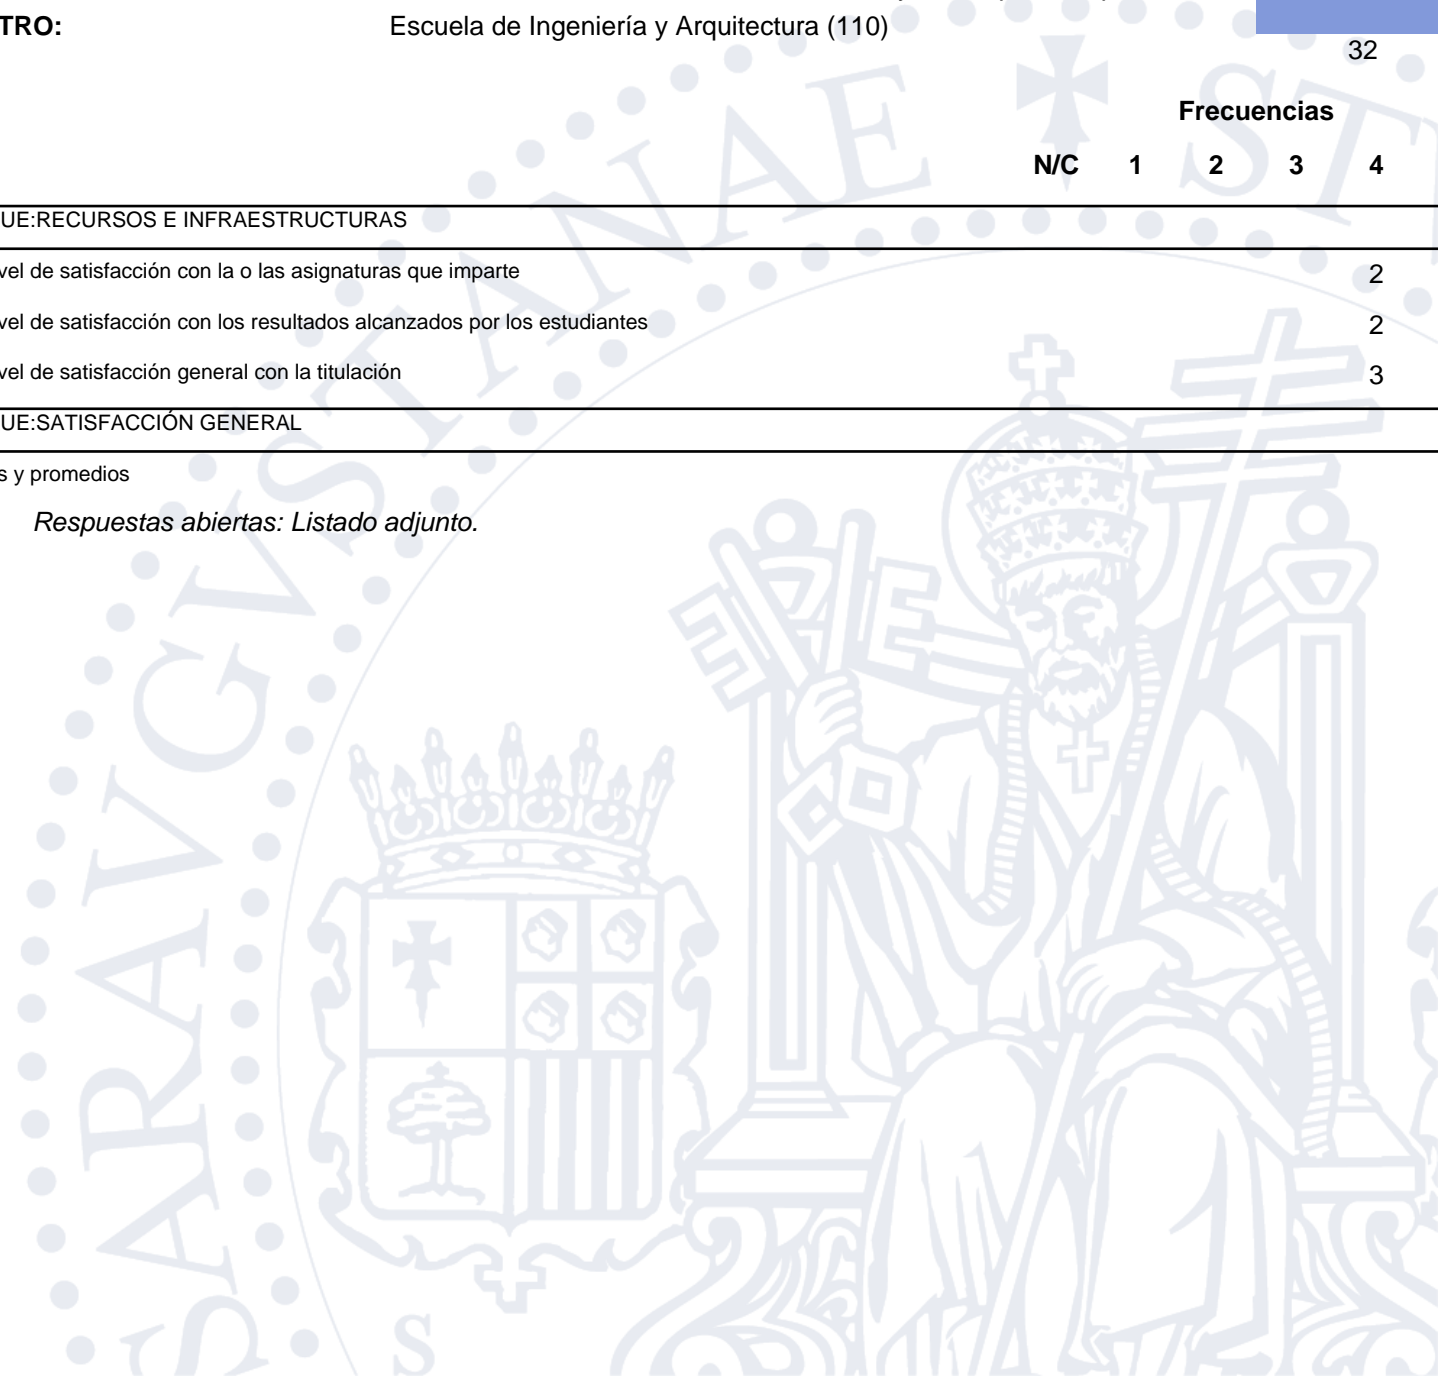 TRO: Escuela de Ingeniería y Arquitectura (110)
32
Frecuencias
N/C 1 2 3 4
UE:RECURSOS E INFRAESTRUCTURAS
vel de satisfacción con la o las asignaturas que imparte 2
vel de satisfacción con los resultados alcanzados por los estudiantes 2
vel de satisfacción general con la titulación 3
UE:SATISFACCIÓN GENERAL
s y promedios
Respuestas abiertas: Listado adjunto.